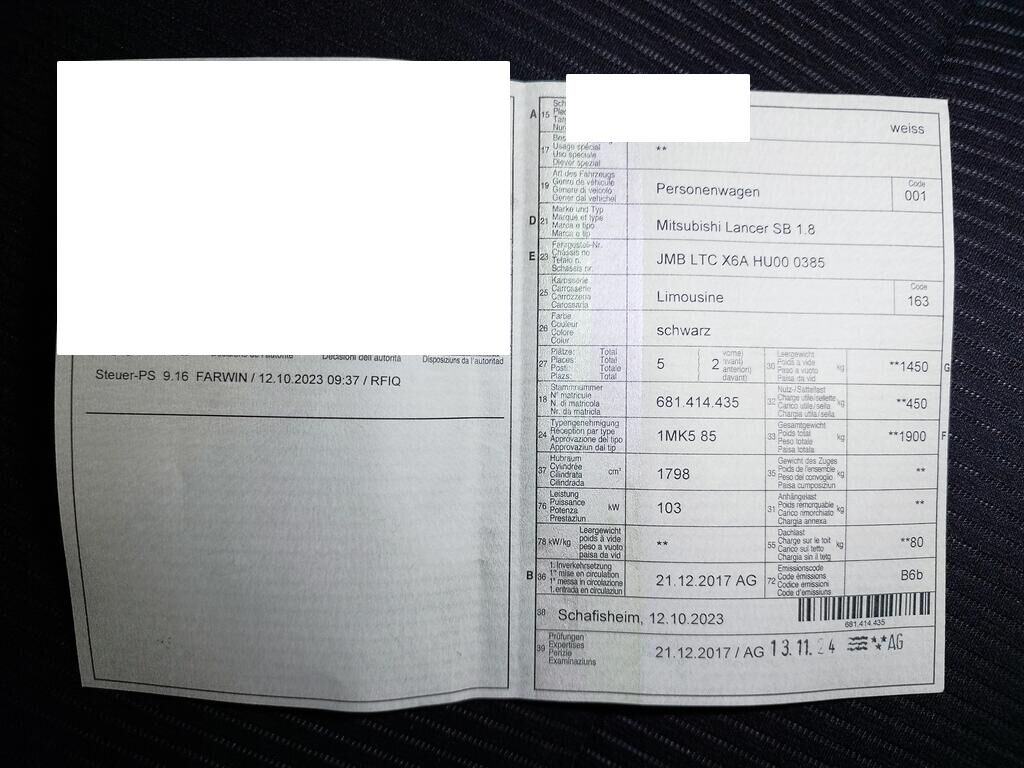 Decisioni dell'autorità
Disposiziuns da l'autoritad
Steuer-PS 9.16 FARWIN / 12.10.2023 09:37 / RFIQ
A 15
weiss
17
Usage spécial
Uso speciale
Diever spezial
**
19 Art des Fahrzeugs
Genre de véhicule
Genere di veicolo
Gener dal vehichel
Personenwagen
Code
001
D 21 Marke und Typ
Marque et type
Marca e tipo
Marca e tip
Mitsubishi Lancer SB 1.8
E 23 Fahrgestell-Nr.
Châssis no
Telaio n.
Schassis nr.
JMB LTC X6A HU00 0385
25 Karosserie
Carrosserie
Carrozzeria
Carossaria
Limousine
Code
163
26 Farbe
Couleur
Colore
Colur
schwarz
27 Plätze: Total
Places Total
Posti: Totale
Plazs: Total
5
2
vorne)
avant)
anteriori)
davant)
30 Leergewicht
Poids à vide
Peso a vuoto
Paisa da vid
kg
**1450 G
18 Stammnummer
N° matricule
N. di matricola
Nr. da matricla
681.414.435
32 Nutz-/Sattellast
Charge utile/sellette
Carico utile/sella
Chargia utila/sella
kg
**450
24 Typengenehmigung
Réception par type
Approvazione del tipo
Approvaziun dal tip
1MK5 85
33 Gesamtgewicht
Poids total
Peso totale
Paisa totala
kg
**1900 F
37 Hubraum
Cylindrée
Cilindrata
Cilindrada
cm³
1798
35 Gewicht des Zuges
Poids de l'ensemble
Peso del convoglio
Paisa cumposiziun
kg
**
76 Leistung
Puissance
Potenza
Prestaziun
kW
103
31 Anhängelast
Poids remorquable
Carico rimorchiato
Chargia annexa
kg
**
78 kW/kg Leergewicht
poids à vide
peso a vuoto
paisa da vid
**
55 Dachlast
Charge sur le toit
Carico sul tetto
Chargia sin il tetg
kg
**80
B 36 1. Inverkehrsetzung
1re mise en circulation
1a messa in circolazione
1. entrada en circulaziun
21.12.2017 AG
72 Emissionscode
Code émissions
Codice emissioni
Code d'emissiuns
B6b
38 Schafisheim, 12.10.2023
681.414.435
39 Prüfungen
Expertises
Perizie
Examinaziuns
21.12.2017 / AG 13.11. 24 AG